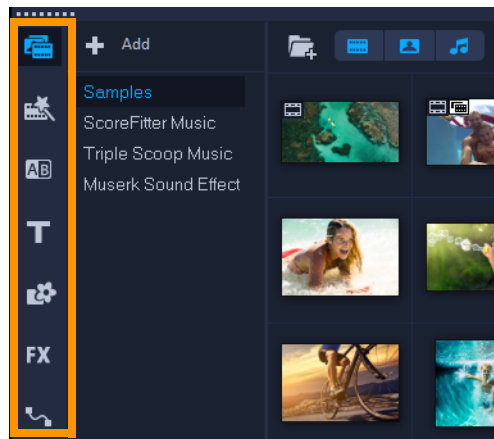 Add
Samples
ScoreFitter Music
Triple Scoop Music
Muserk Sound Effect
AB
T
FX